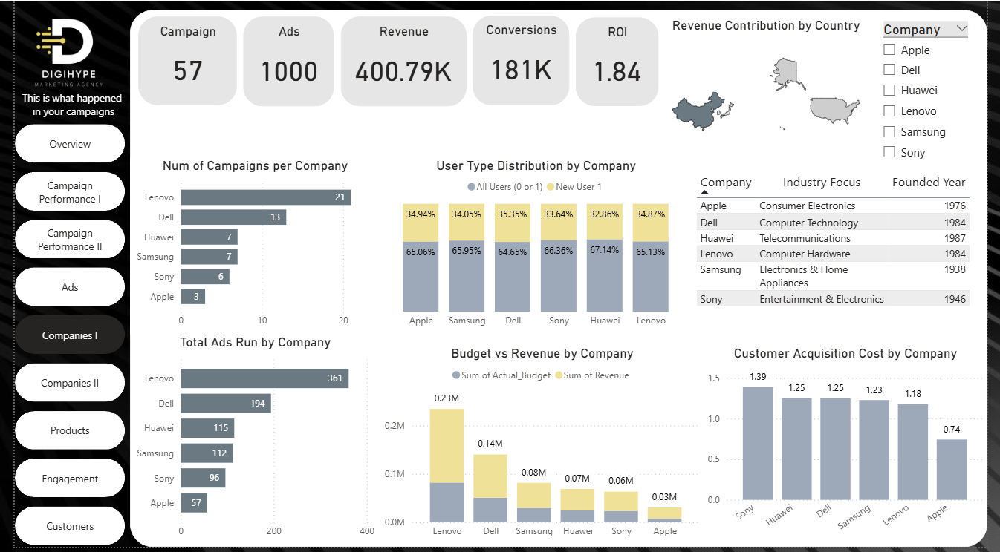 DIGIHYPE
MARKETING AGENCY
This is what happened
in your campaigns
Overview
Campaign
Performance I
Campaign
Performance II
Ads
Companies I
Companies II
Products
Engagement
Customers
Campaign
57
Ads
1000
Revenue
400.79K
Conversions
181K
ROI
1.84
Revenue Contribution by Country
Company
Apple
Dell
Huawei
Lenovo
Samsung
Sony
Num of Campaigns per Company
Lenovo 21
Dell 13
Huawei 7
Samsung 7
Sony 6
Apple 3
0 10 20
User Type Distribution by Company
All Users (0 or 1) New User 1
34.94% 34.05% 35.35% 33.64% 32.86% 34.87%
65.06% 65.95% 64.65% 66.36% 67.14% 65.13%
Apple Samsung Dell Sony Huawei Lenovo
Company Industry Focus Founded Year
Apple Consumer Electronics 1976
Dell Computer Technology 1984
Huawei Telecommunications 1987
Lenovo Computer Hardware 1984
Samsung Electronics & Home 1938
Appliances
Sony Entertainment & Electronics 1946
Total Ads Run by Company
Lenovo 361
Dell 194
Huawei 115
Samsung 112
Sony 96
Apple 57
0 200 400
Budget vs Revenue by Company
Sum of Actual_Budget Sum of Revenue
0.2M
0.1M
0.0M
0.23M 0.14M 0.08M 0.07M 0.06M 0.03M
Lenovo Dell Samsung Huawei Sony Apple
Customer Acquisition Cost by Company
1.5
1.0
0.5
0.0
1.39 1.25 1.25 1.23 1.18 0.74
Sony Huawei Dell Samsung Lenovo Apple